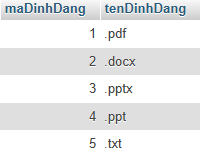 maDinhDang tenDinhDang
1 .pdf
2 .docx
3 .pptx
4 .ppt
5 .txt